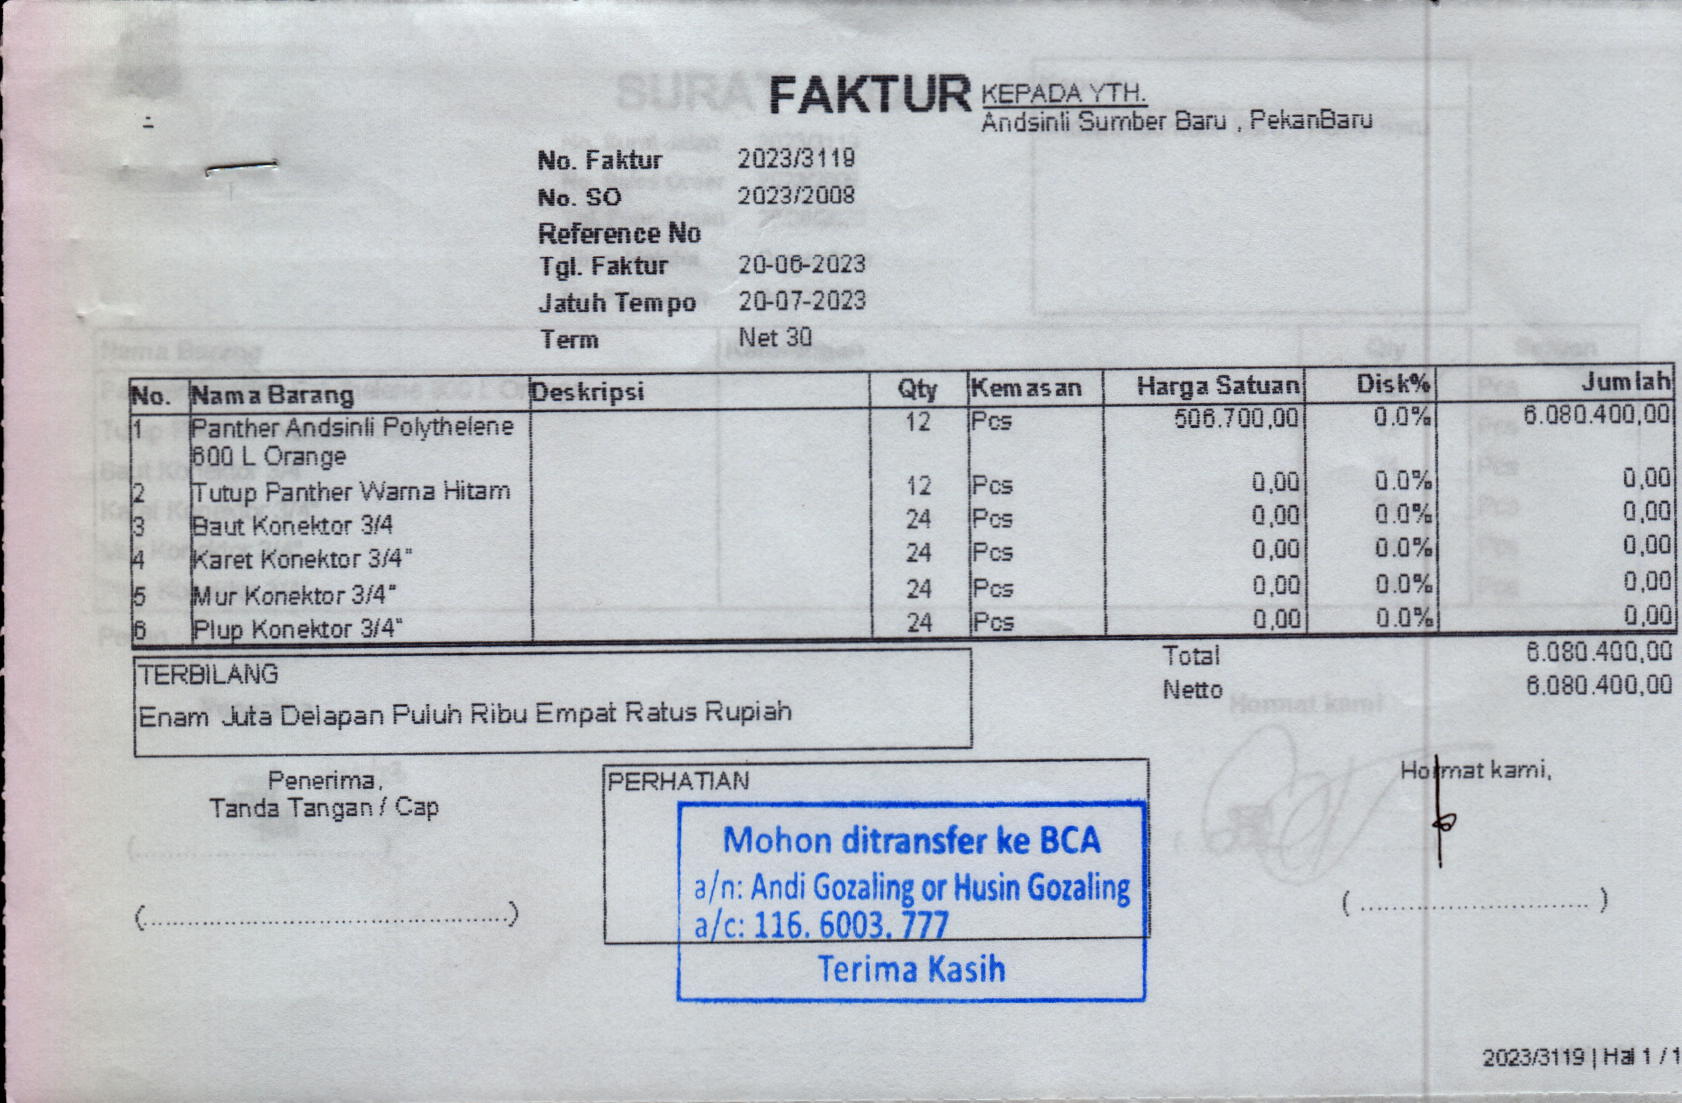 FAKTUR
KEPADA YTH.
Andsinli Sumber Baru , PekanBaru
No. Faktur 2023/3119
No. SO 2023/2008
Reference No
Tgl. Faktur 20-06-2023
Jatuh Tempo 20-07-2023
Term Net 30
No. Nama Barang Deskripsi Qty Kemasan Harga Satuan Disk% Jumlah
1 Panther Andsinli Polythelene 12 Pcs 506.700,00 0.0% 6.080.400,00
600 L Orange
2 Tutup Panther Warna Hitam 12 Pcs 0,00 0.0% 0,00
3 Baut Konektor 3/4 24 Pcs 0,00 0.0% 0,00
4 Karet Konektor 3/4" 24 Pcs 0,00 0.0% 0,00
5 Mur Konektor 3/4" 24 Pcs 0,00 0.0% 0,00
6 Plup Konektor 3/4" 24 Pcs 0,00 0.0% 0,00
Total 6.080.400,00
Netto 6.080.400,00
TERBILANG
Enam Juta Delapan Puluh Ribu Empat Ratus Rupiah
Penerima,
Tanda Tangan / Cap
(................................................)
PERHATIAN
Mohon ditransfer ke BCA
a/n: Andi Gozaling or Husin Gozaling
a/c: 116. 6003. 777
Terima Kasih
Hormat kami,
( .............................. )
2023/3119 | Hal 1 / 1